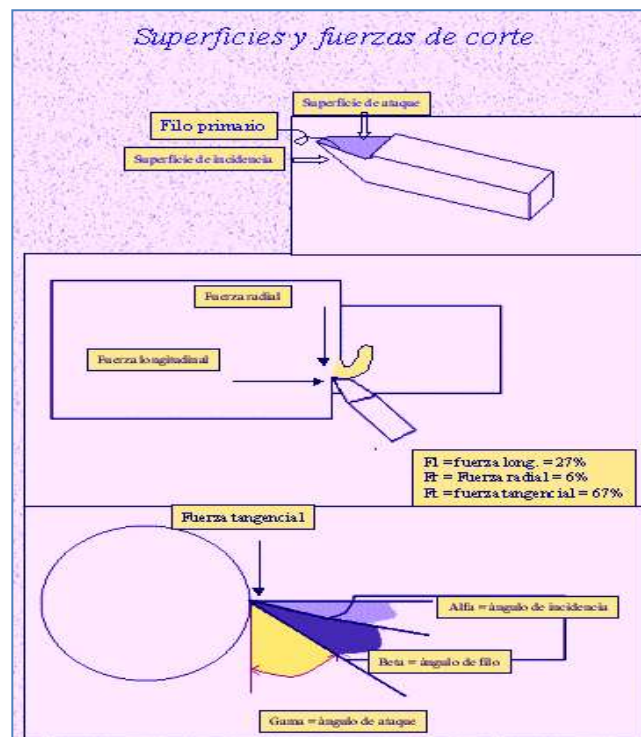 Superficies y fuerzas de corte
Superficie de ataque
Filo primario
Superficie de incidencia
Fuerza radial
Fuerza longitudinal
Fl = fuerza long. = 27%
Fr = Fuerza radial = 6%
Ft = fuerza tangencial = 67%
Fuerza tangencial
Alfa = ángulo de incidencia
Beta = ángulo de filo
Gama = ángulo de ataque